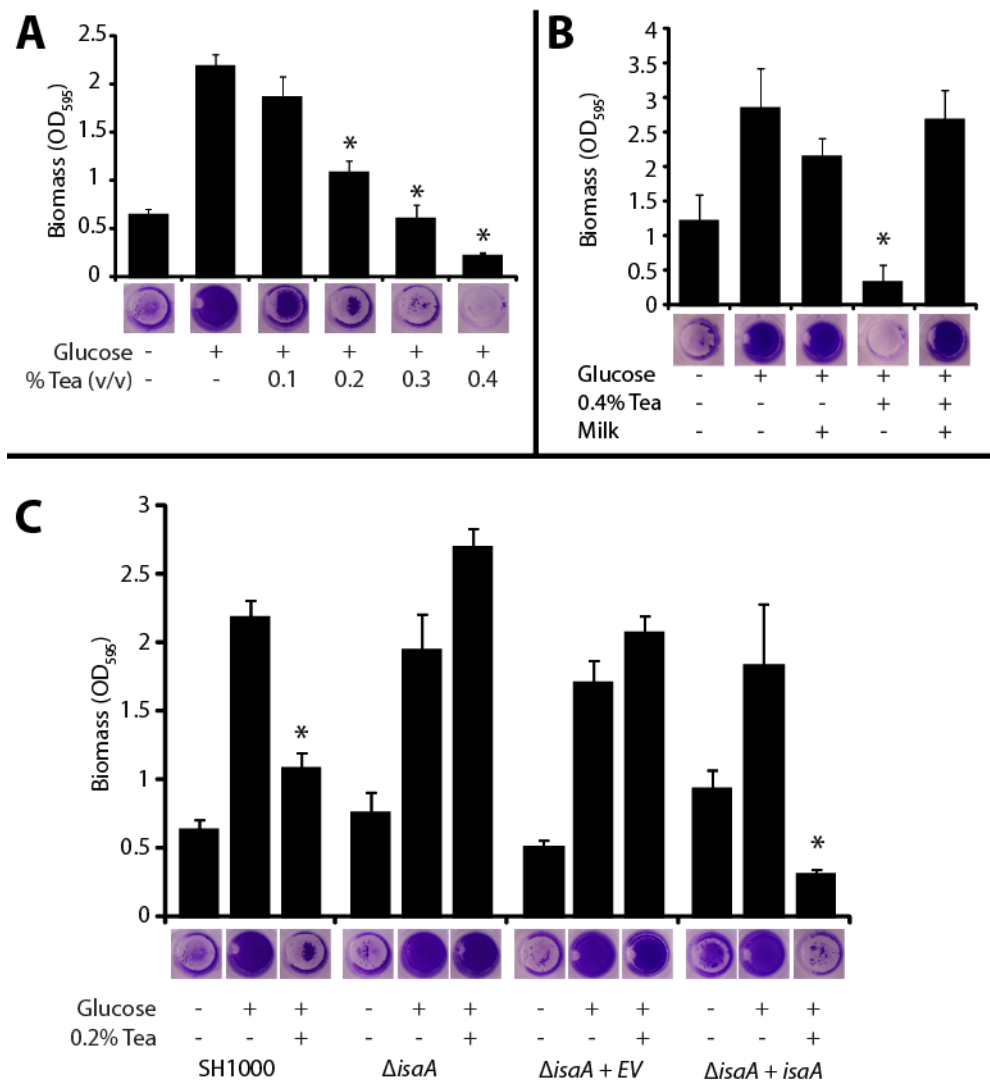 A
Biomass (OD595)
2.5
2
1.5
1
0.5
0
* * *
Glucose - + + + + +
% Tea (v/v) - - 0.1 0.2 0.3 0.4
B
Biomass (OD595)
4
3.5
3
2.5
2
1.5
1
0.5
0
*
Glucose - + + + +
0.4% Tea - - - + +
Milk - - + - +
C
Biomass (OD595)
3
2.5
2
1.5
1
0.5
0
* *
Glucose - + + - + + - + + - + +
0.2% Tea - - + - - + - - + - - +
SH1000 ΔisaA ΔisaA + EV ΔisaA + isaA